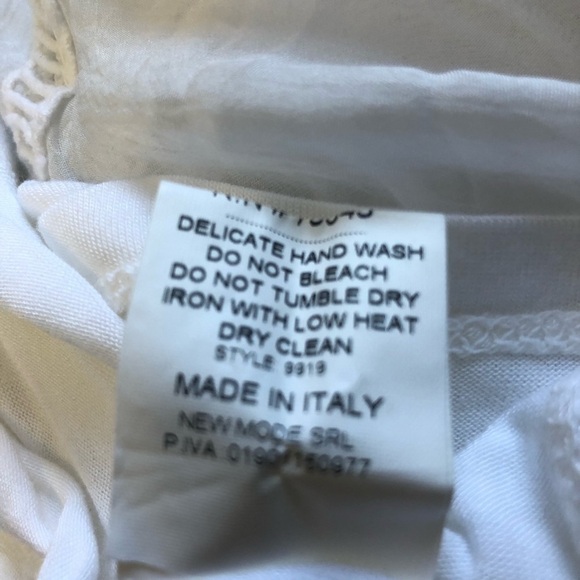 DELICATE HAND WASH
DO NOT BLEACH
DO NOT TUMBLE DRY
IRON WITH LOW HEAT
DRY CLEAN
STYLE: 9919
MADE IN ITALY
NEW MODE SRL
P.IVA